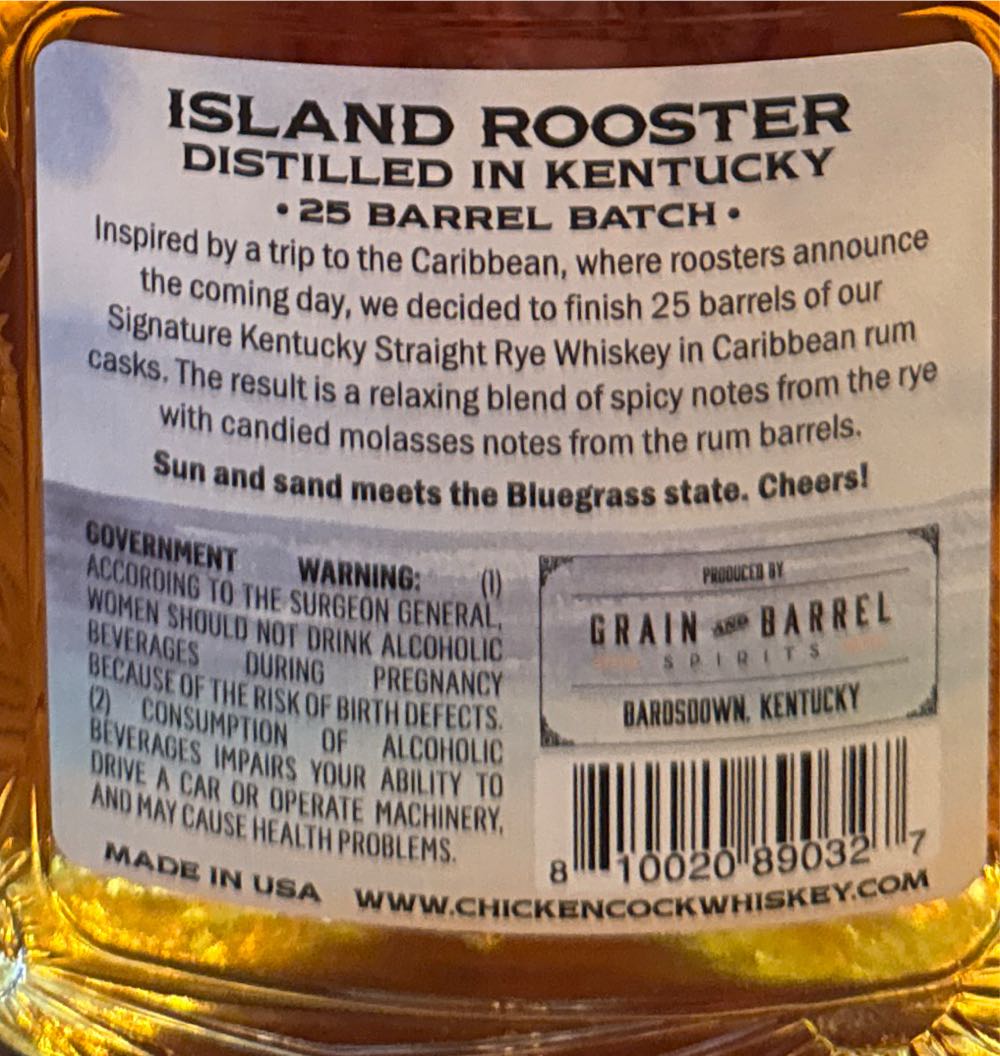 ISLAND ROOSTER
DISTILLED IN KENTUCKY
• 25 BARREL BATCH •
Inspired by a trip to the Caribbean, where roosters announce
the coming day, we decided to finish 25 barrels of our
Signature Kentucky Straight Rye Whiskey in Caribbean rum
casks. The result is a relaxing blend of spicy notes from the rye
with candied molasses notes from the rum barrels.
Sun and sand meets the Bluegrass state. Cheers!
GOVERNMENT WARNING: (1)
ACCORDING TO THE SURGEON GENERAL,
WOMEN SHOULD NOT DRINK ALCOHOLIC
BEVERAGES DURING PREGNANCY
BECAUSE OF THE RISK OF BIRTH DEFECTS.
(2) CONSUMPTION OF ALCOHOLIC
BEVERAGES IMPAIRS YOUR ABILITY TO
DRIVE A CAR OR OPERATE MACHINERY,
AND MAY CAUSE HEALTH PROBLEMS.
PRODUCED BY
GRAIN AND BARREL
SPIRITS
BARDSDOWN, KENTUCKY
8 10020 89032 7
MADE IN USA WWW.CHICKENCOCKWHISKEY.COM